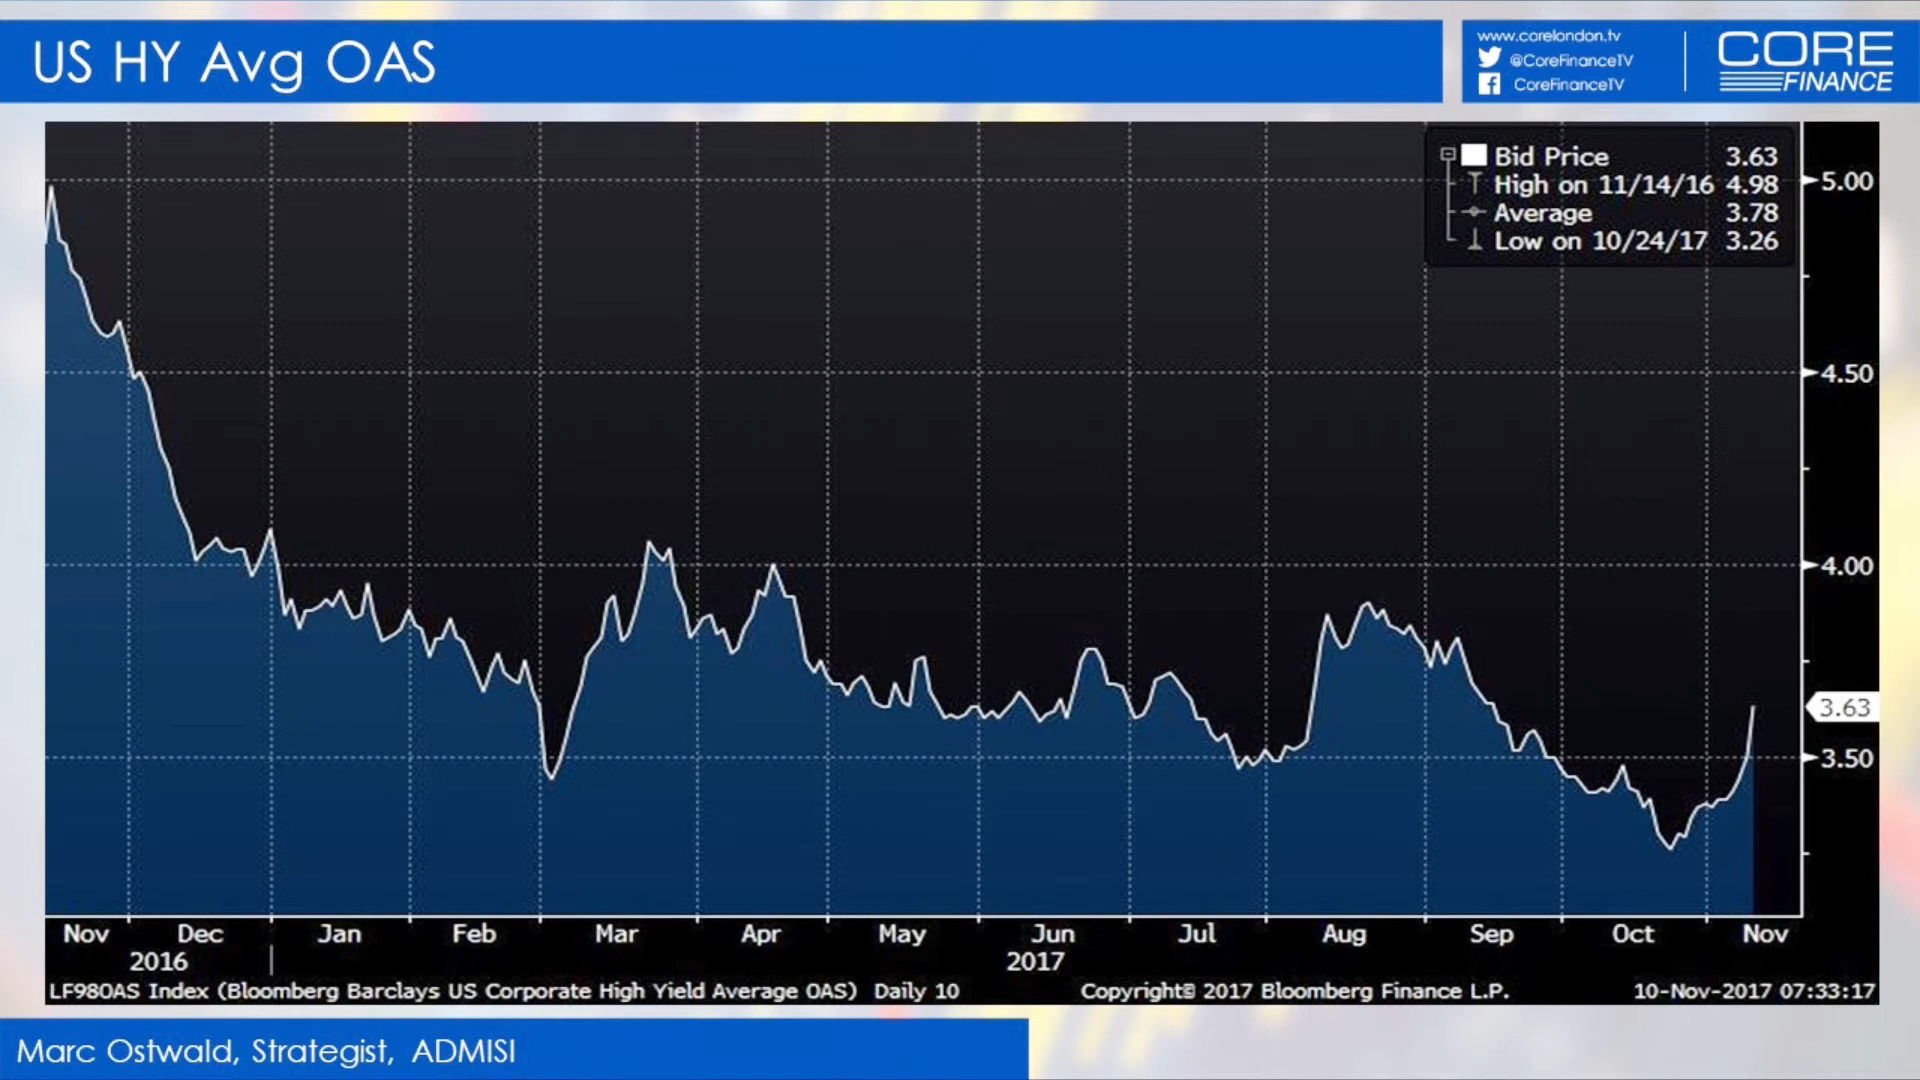 US HY Avg OAS
www.corelondon.tv
@CoreFinanceTV
CoreFinanceTV
CORE
FINANCE
Bid Price 3.63
High on 11/14/16 4.98
Average 3.78
Low on 10/24/17 3.26
5.00
4.50
4.00
3.63
3.50
Nov Dec Jan Feb Mar Apr May Jun Jul Aug Sep Oct Nov
2016 2017
LF98OAS Index (Bloomberg Barclays US Corporate High Yield Average OAS) Daily 10 Copyright© 2017 Bloomberg Finance L.P. 10-Nov-2017 07:33:17
Marc Ostwald, Strategist, ADMISI